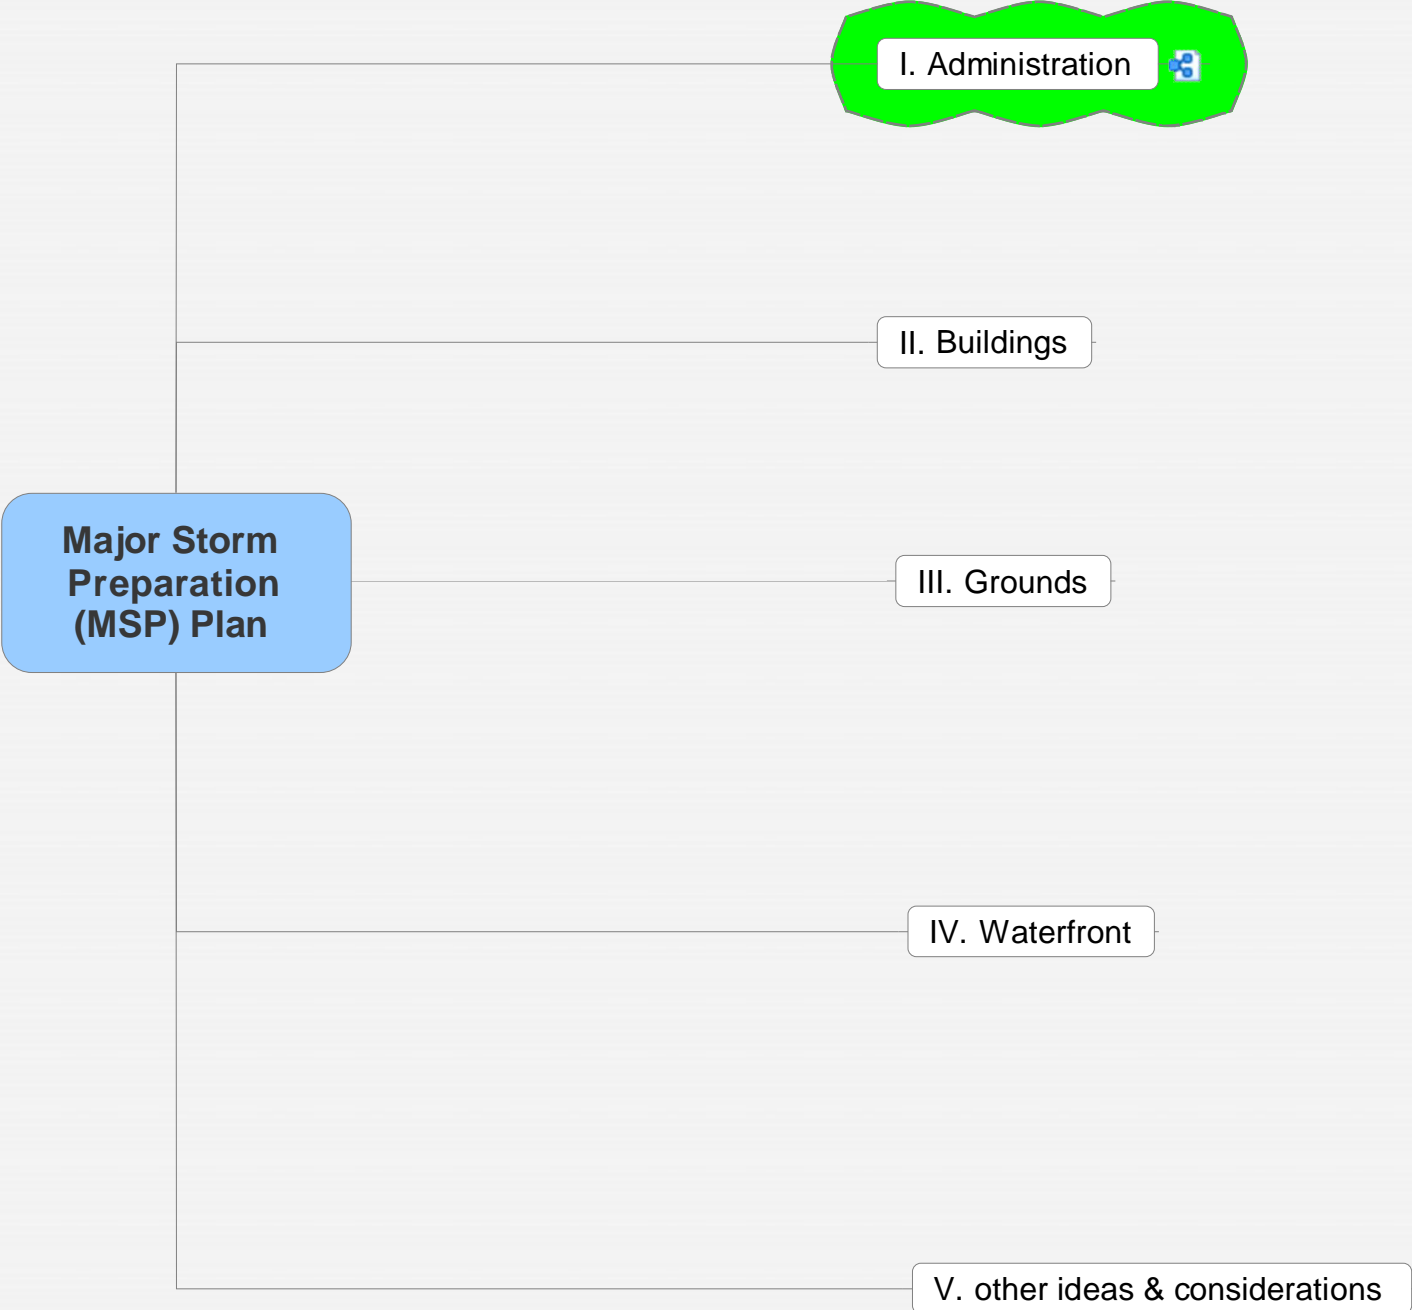 I. Administration
II. Buildings
Major Storm
Preparation
(MSP) Plan
III. Grounds
IV. Waterfront
V. other ideas & considerations